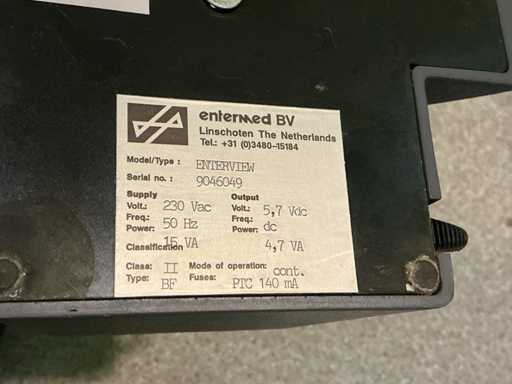 entermed BV
Linschoten The Netherlands
Tel.: +31 (0)3480-15184
Model/Type : ENTERVIEW
Serial no. : 9046049
Supply Output
Volt.: 230 Vac Volt.: 5,7 Vdc
Freq.: 50 Hz Freq.: dc
Power: 15 VA Power: 4,7 VA
Classification
Class: II Mode of operation: cont.
Type: BF Fuses: PTC 140 mA